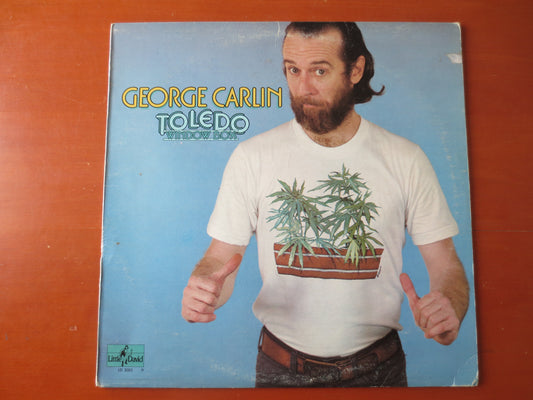 GEORGE CARLIN
TOLEDO
WINDOW BOX
Little David